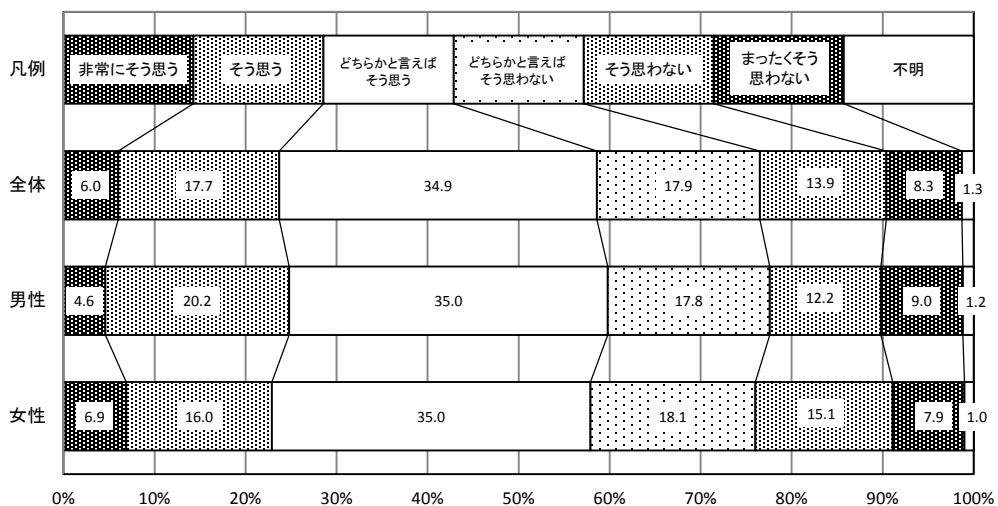 凡例
非常にそう思う
そう思う
どちらかと言えば
そう思う
どちらかと言えば
そう思わない
そう思わない
まったくそう
思わない
不明
全体
6.0
17.7
34.9
17.9
13.9
8.3
1.3
男性
4.6
20.2
35.0
17.8
12.2
9.0
1.2
女性
6.9
16.0
35.0
18.1
15.1
7.9
1.0
0%
10%
20%
30%
40%
50%
60%
70%
80%
90%
100%